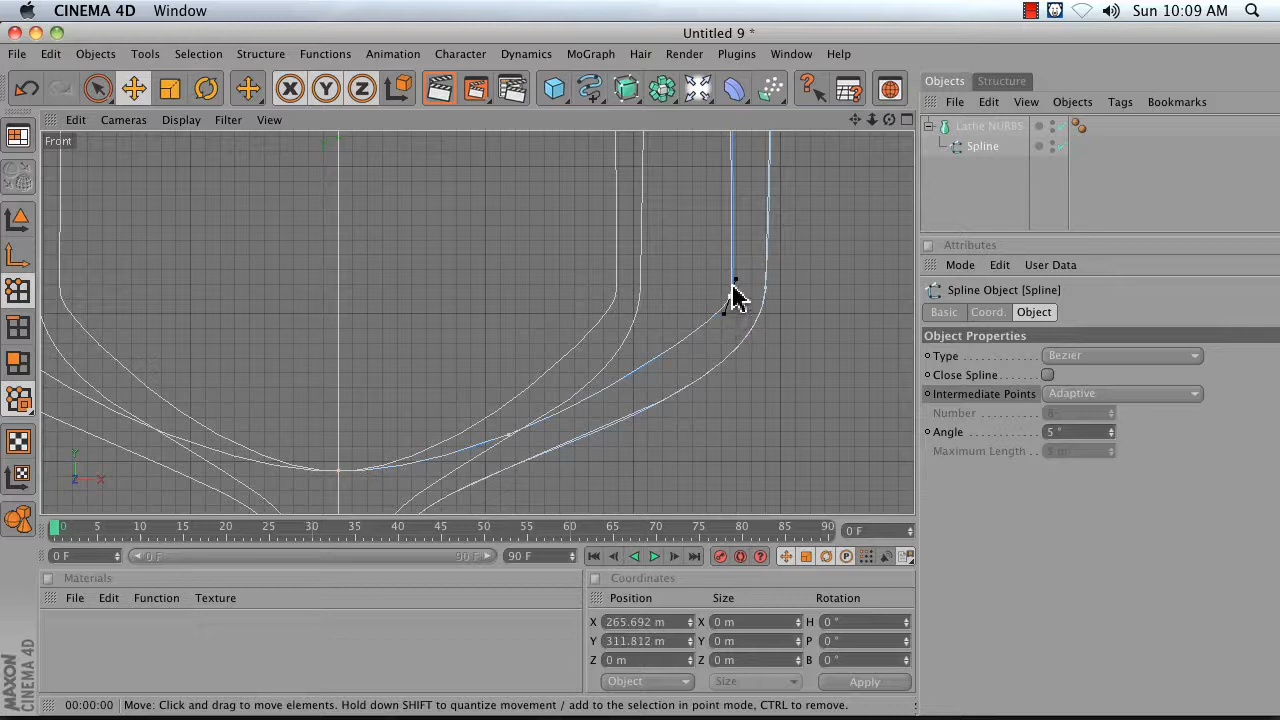 CINEMA 4D Window Sun 10:09 AM
Untitled 9 *
File Edit Objects Tools Selection Structure Functions Animation Character Dynamics MoGraph Hair Render Plugins Window Help
Objects Structure
File Edit View Objects Tags Bookmarks
Edit Cameras Display Filter View
Front
Lathe NURBS
Spline
Attributes
Mode Edit User Data
Spline Object [Spline]
Basic Coord. Object
Object Properties
Type Bezier
Close Spline
Intermediate Points Adaptive
Number 8
Angle 5 °
Maximum Length 5 m
Y
Z X
0 5 10 15 20 25 30 35 40 45 50 55 60 65 70 75 80 85 90 0 F
0 F 0 F 90 F 90 F
Materials
File Edit Function Texture
Coordinates
Position Size Rotation
X 265.692 m X 0 m H 0 °
Y 311.812 m Y 0 m P 0 °
Z 0 m Z 0 m B 0 °
Object Size Apply
MAXON
CINEMA 4D
00:00:00 Move: Click and drag to move elements. Hold down SHIFT to quantize movement / add to the selection in point mode, CTRL to remove.